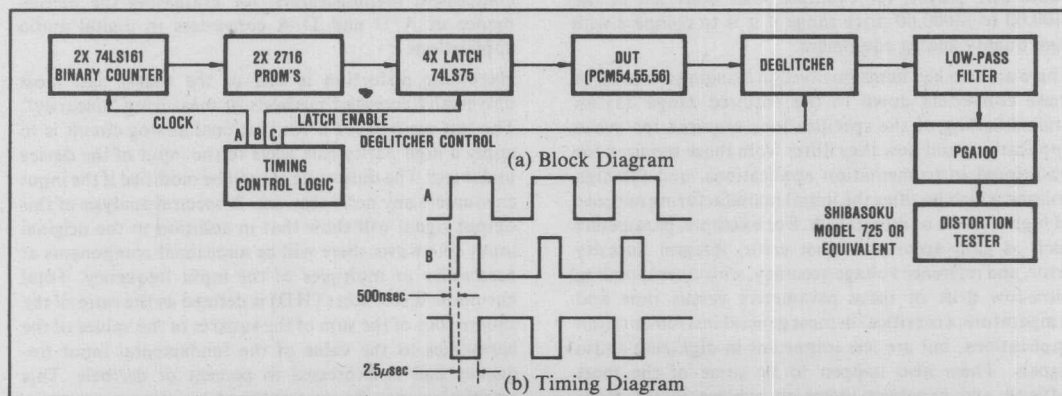 2X 74LS161
BINARY COUNTER
2X 2716
PROM'S
4X LATCH
74LS75
DUT
(PCM54,55,56)
DEGLITCHER
LOW-PASS
FILTER
CLOCK
B
C
LATCH ENABLE
DEGLITCHER CONTROL
CONTROL LOGIC
(a) Block Diagram
PGA100
SHIBASOKU
MODEL 725 OR
EQUIVALENT
DISTORTION
TESTER
B
500nsec
2.5μsec
(b) Timing Diagram